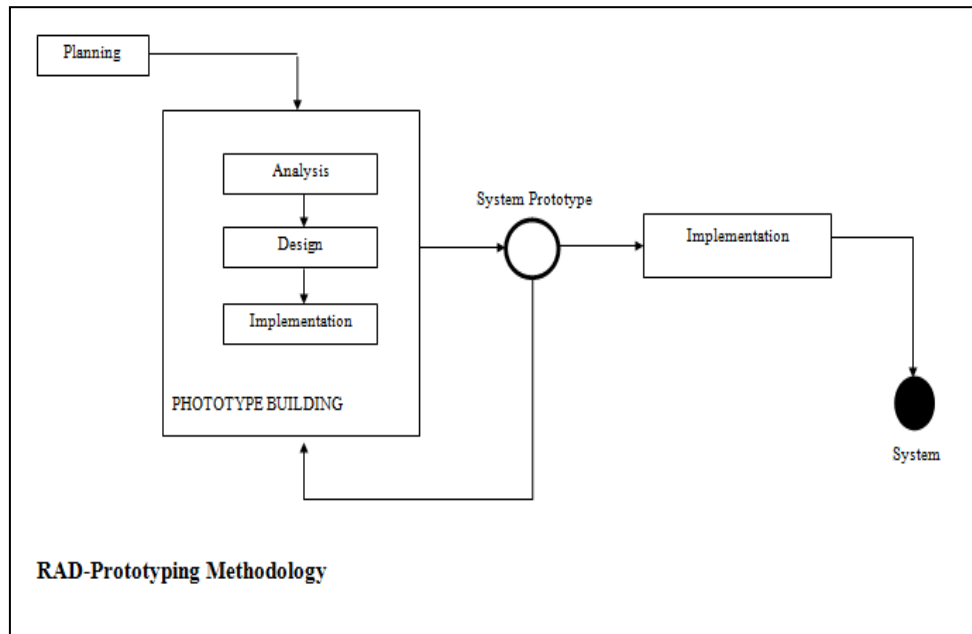 Planning
Analysis
Design
Implementation
PHOTOTYPE BUILDING
System Prototype
Implementation
System
RAD-Prototyping Methodology